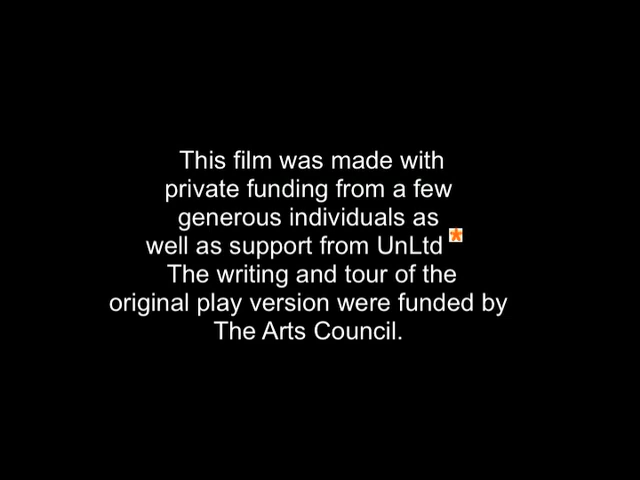 This film was made with
private funding from a few
generous individuals as
well as support from UnLtd
The writing and tour of the
original play version were funded by
The Arts Council.